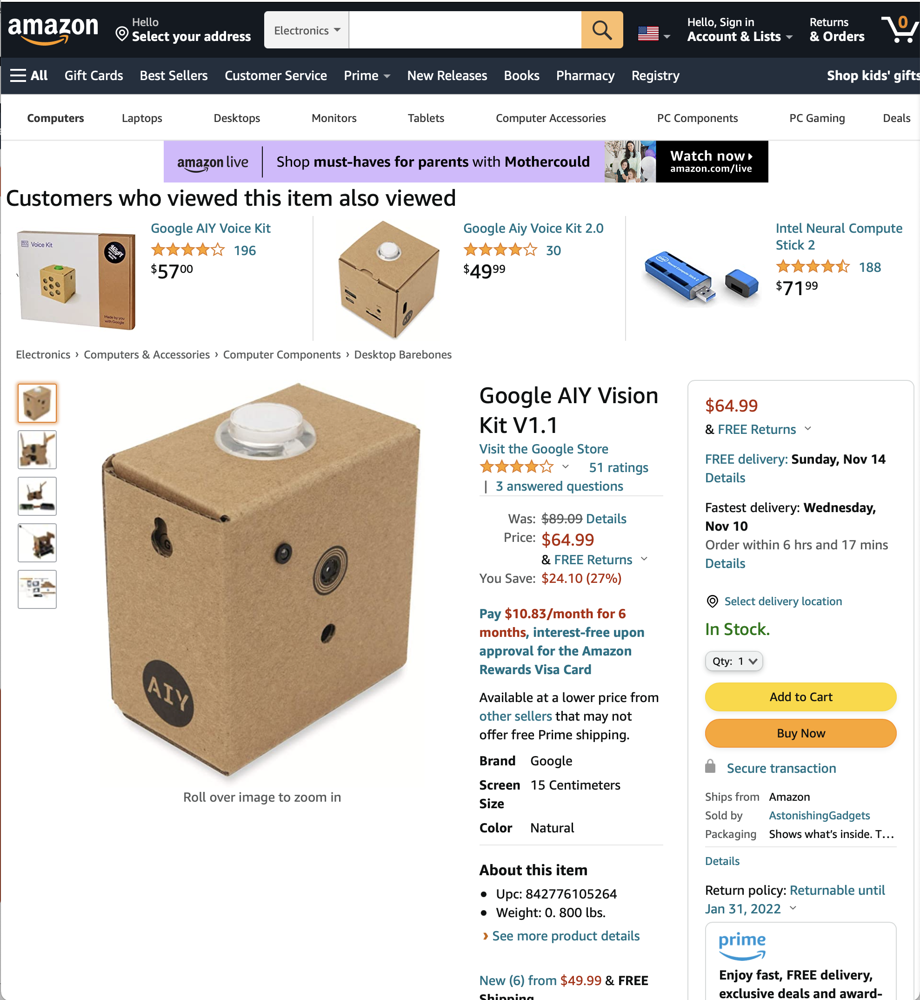 amazon
Hello
Select your address
Electronics
Hello, Sign in
Account & Lists
Returns
& Orders
0
All
Gift Cards
Best Sellers
Customer Service
Prime
New Releases
Books
Pharmacy
Registry
Shop kids' gifts
Computers
Laptops
Desktops
Monitors
Tablets
Computer Accessories
PC Components
PC Gaming
Deals
amazon live
Shop must-haves for parents with Mothercould
Watch now
amazon.com/live
Customers who viewed this item also viewed
AIY Voice Kit
MagPi
Made by you
with Google
Google AIY Voice Kit
196
$57 00
AIY
Google Aiy Voice Kit 2.0
30
$49 99
intel Neural Compute Stick 2
Intel Neural Compute
Stick 2
188
$71 99
Electronics › Computers & Accessories › Computer Components › Desktop Barebones
AIY
Roll over image to zoom in
Google AIY Vision
Kit V1.1
Visit the Google Store
51 ratings
| 3 answered questions
Was: $89.09 Details
Price: $64.99
& FREE Returns
You Save: $24.10 (27%)
Pay $10.83/month for 6
months, interest-free upon
approval for the Amazon
Rewards Visa Card
Available at a lower price from
other sellers that may not
offer free Prime shipping.
Brand Google
Screen 15 Centimeters
Size
Color Natural
About this item
• Upc: 842776105264
• Weight: 0. 800 lbs.
› See more product details
New (6) from $49.99 & FREE
Shipping
$64.99
& FREE Returns
FREE delivery: Sunday, Nov 14
Details
Fastest delivery: Wednesday,
Nov 10
Order within 6 hrs and 17 mins
Details
Select delivery location
In Stock.
Qty: 1
Add to Cart
Buy Now
Secure transaction
Ships from Amazon
Sold by AstonishingGadgets
Packaging Shows what’s inside. T…
Details
Return policy: Returnable until
Jan 31, 2022
prime
Enjoy fast, FREE delivery,
exclusive deals and award-